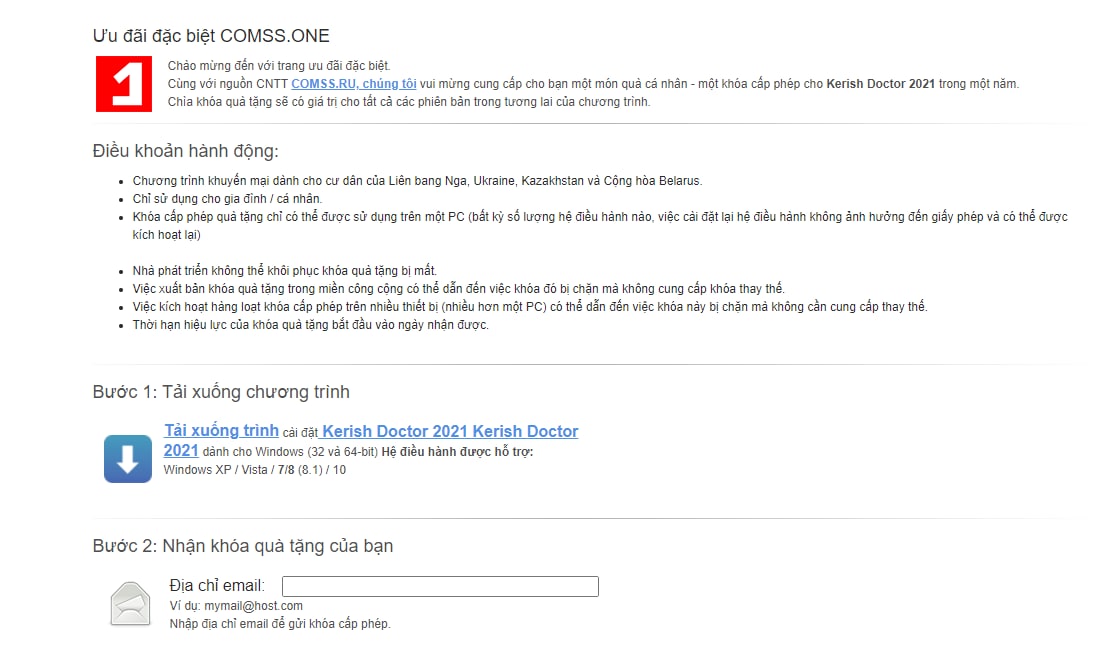 Ưu đãi đặc biệt COMSS.ONE
1
Chào mừng đến với trang ưu đãi đặc biệt.
Cùng với nguồn CNTT COMSS.RU, chúng tôi vui mừng cung cấp cho bạn một món quà cá nhân - một khóa cấp phép cho Kerish Doctor 2021 trong một năm.
Chìa khóa quà tặng sẽ có giá trị cho tất cả các phiên bản trong tương lai của chương trình.
Điều khoản hành động:
Chương trình khuyến mại dành cho cư dân của Liên bang Nga, Ukraine, Kazakhstan và Cộng hòa Belarus.
Chỉ sử dụng cho gia đình / cá nhân.
Khóa cấp phép quà tặng chỉ có thể được sử dụng trên một PC (bất kỳ số lượng hệ điều hành nào, việc cài đặt lại hệ điều hành không ảnh hưởng đến giấy phép và có thể được
kích hoạt lại)
Nhà phát triển không thể khôi phục khóa quà tặng bị mất.
Việc xuất bản khóa quà tặng trong miền công cộng có thể dẫn đến việc khóa đó bị chặn mà không cung cấp khóa thay thế.
Việc kích hoạt hàng loạt khóa cấp phép trên nhiều thiết bị (nhiều hơn một PC) có thể dẫn đến việc khóa này bị chặn mà không cần cung cấp thay thế.
Thời hạn hiệu lực của khóa quà tặng bắt đầu vào ngày nhận được.
Bước 1: Tải xuống chương trình
Tải xuống trình cài đặt Kerish Doctor 2021 Kerish Doctor
2021 dành cho Windows (32 và 64-bit) Hệ điều hành được hỗ trợ:
Windows XP / Vista / 7/8 (8.1) / 10
Bước 2: Nhận khóa quà tặng của bạn
Địa chỉ email:
Ví dụ: mymail@host.com
Nhập địa chỉ email để gửi khóa cấp phép.